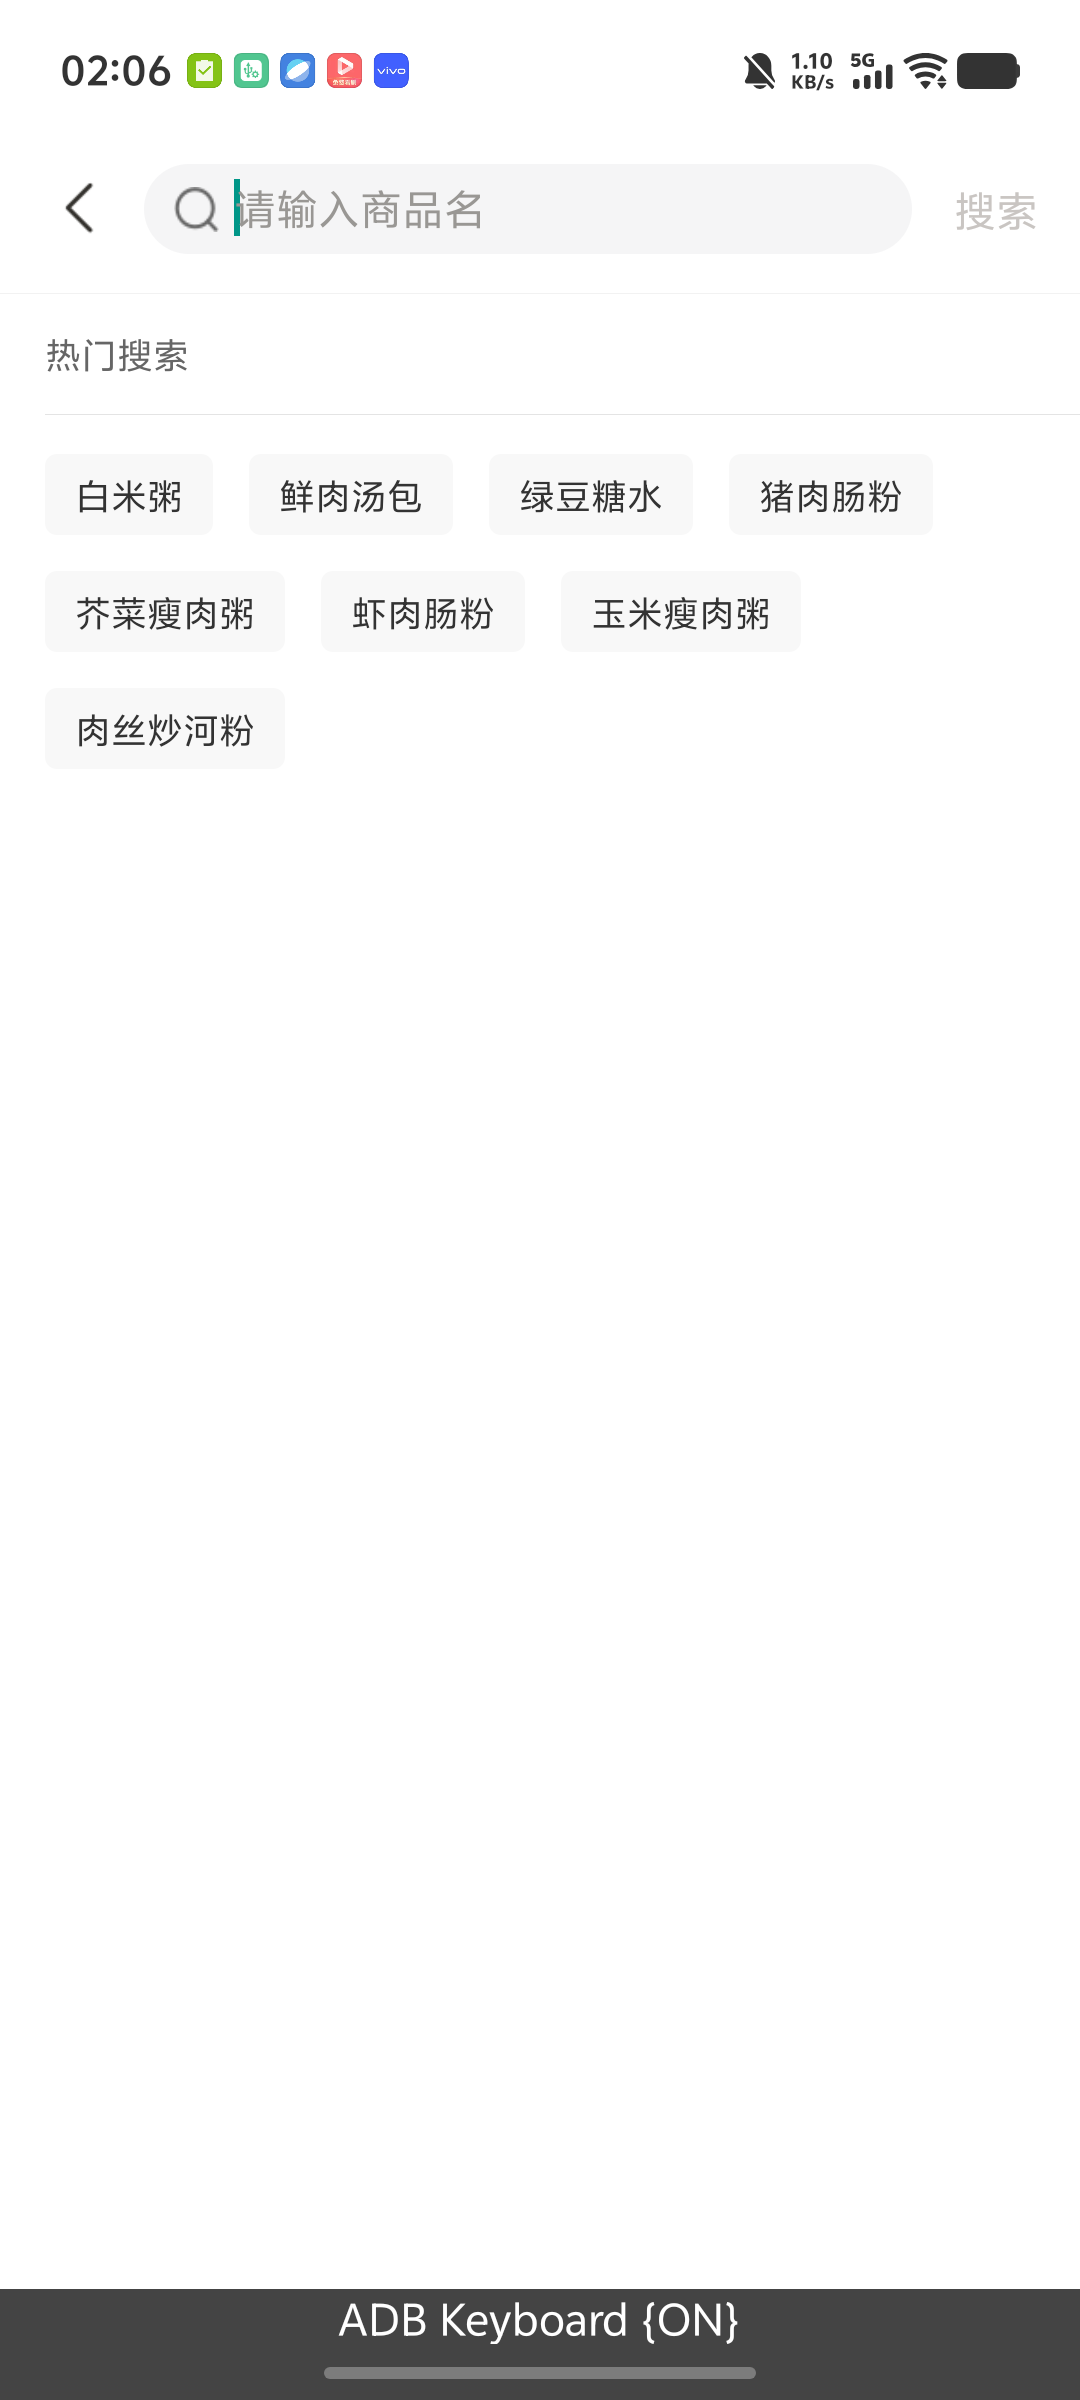 02:06
vivo
1.10
KB/s
5G
请输入商品名
搜索
热门搜索
白米粥
鲜肉汤包
绿豆糖水
猪肉肠粉
芥菜瘦肉粥
虾肉肠粉
玉米瘦肉粥
肉丝炒河粉
ADB Keyboard {ON}